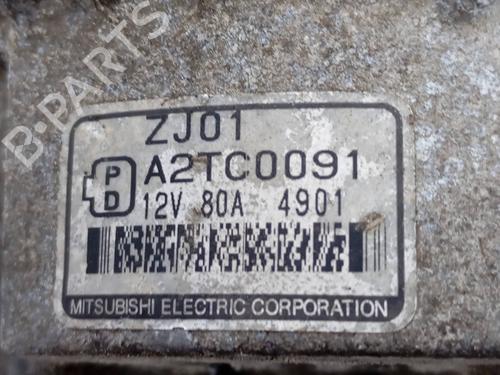 B-PARTS
ZJ01
P
D
A2TC0091
12V 80A 4901
MITSUBISHI ELECTRIC CORPORATION